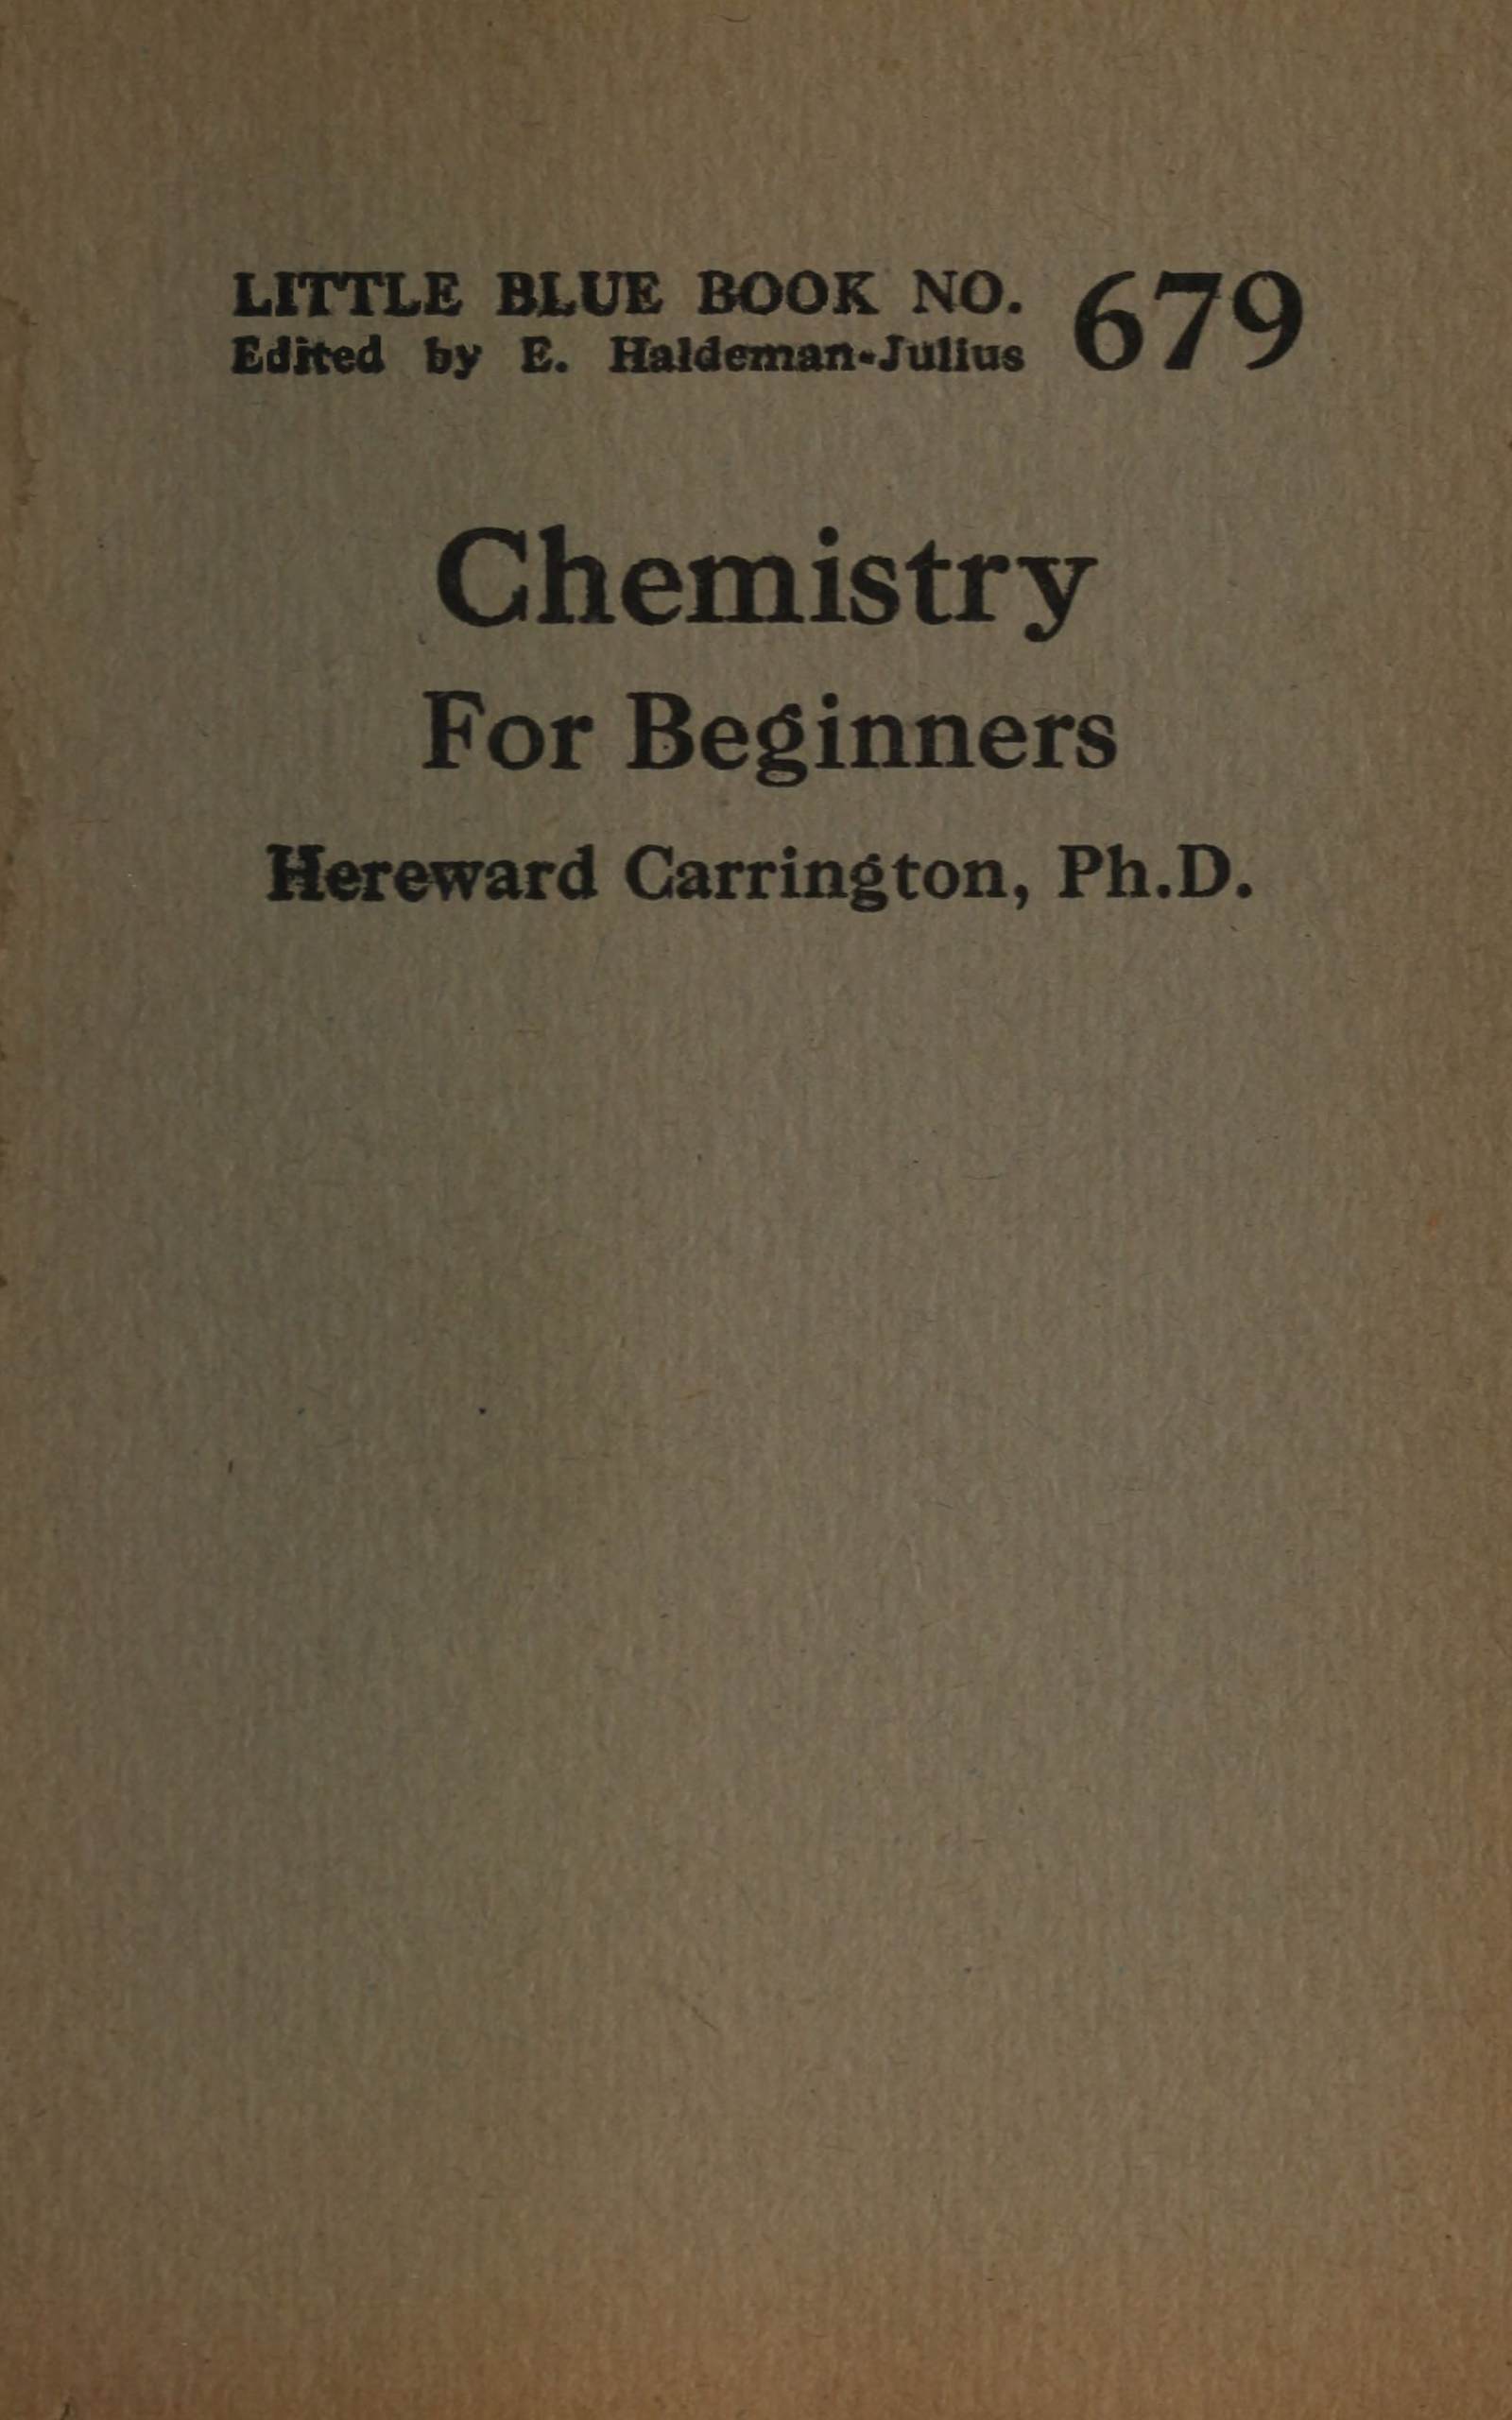 LITTLE BLUE BOOK NO. 679
Edited by E. Haldeman-Julius
Chemistry
For Beginners
Hereward Carrington, Ph.D.